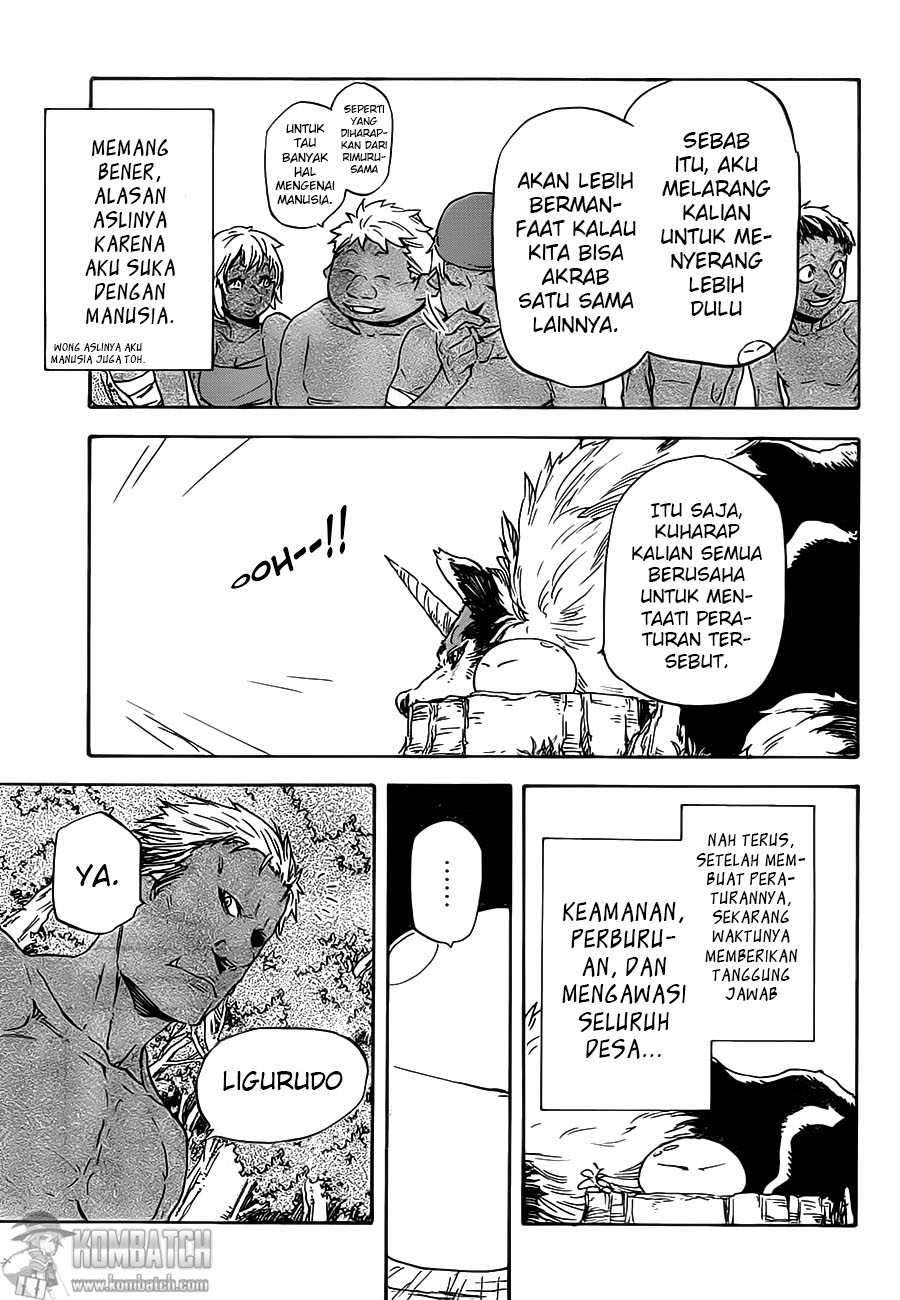 SEBAB
ITU, AKU
MELARANG
KALIAN
UNTUK ME-
NYERANG
LEBIH
DULU
AKAN LEBIH
BERMAN-
FAAT KALAU
KITA BISA
AKRAB
SATU SAMA
LAINNYA.
SEPERTI
YANG
DIHARAP-
KAN DARI
RIMURU-
SAMA
UNTUK
TAU
BANYAK
HAL
MENGENAI
MANUSIA.
MEMANG
BENER,
ALASAN
ASLINYA
KARENA
AKU SUKA
DENGAN
MANUSIA.
WONG ASLINYA AKU
MANUSIA JUGA TOH.
ITU SAJA,
KUHARAP
KALIAN SEMUA
BERUSAHA
UNTUK MEN-
TAATI PERA-
TURAN TER-
SEBUT.
OOH--!!
NAH TERUS,
SETELAH MEM-
BUAT PERA-
TURANNYA,
SEKARANG
WAKTUNYA
MEMBERIKAN
TANGGUNG
JAWAB
KEAMANAN,
PERBURU-
AN, DAN
MENGAWASI
SELURUH
DESA...
........
YA.
LIGURUDO
KOMBATCH
www.kombatch.com